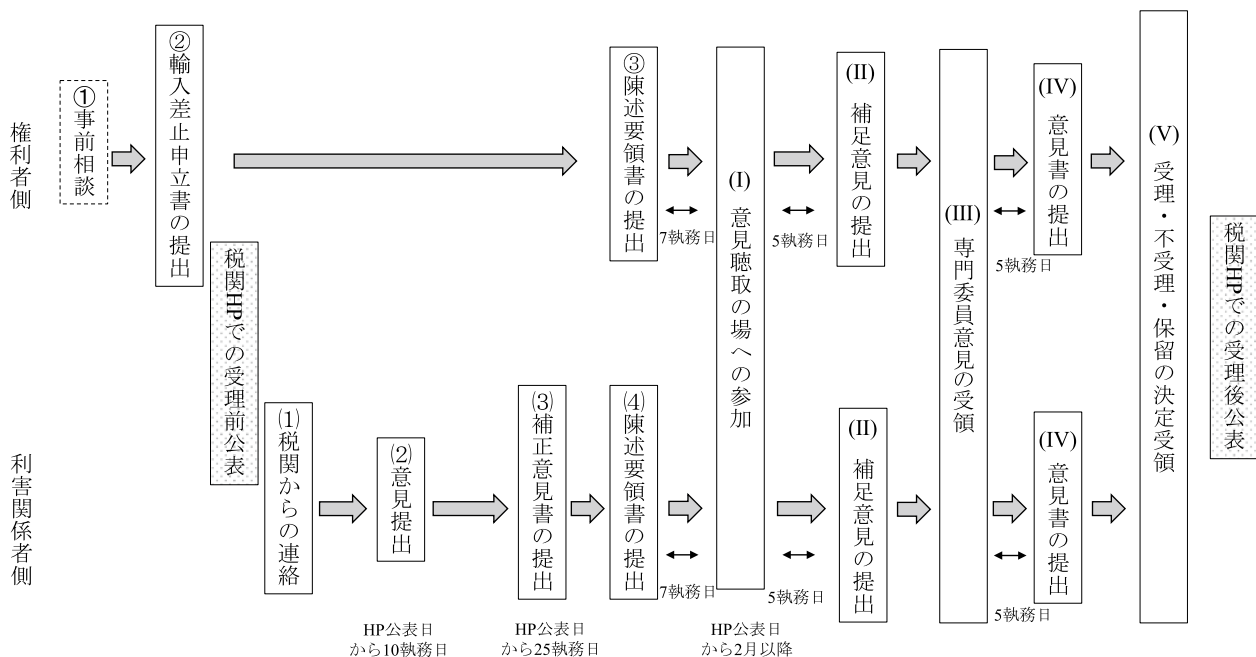 権利者側
①事前相談
②輸入差止申立書の提出
税関HPでの受理前公表
③陳述要領書の提出
7執務日
(I) 意見聴取の場への参加
5執務日
(II) 補足意見の提出
(III) 専門委員意見の受領
5執務日
(IV) 意見書の提出
(V) 受理・不受理・保留の決定受領
税関HPでの受理後公表
利害関係者側
⑴税関からの連絡
⑵意見提出
⑶補正意見書の提出
⑷陳述要領書の提出
7執務日
5執務日
(II) 補足意見の提出
5執務日
(IV) 意見書の提出
HP公表日
から10執務日
HP公表日
から25執務日
HP公表日
から2月以降